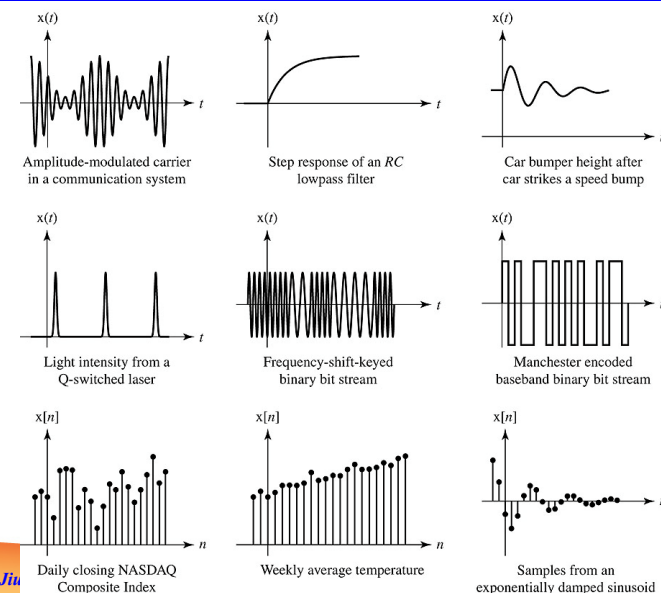 x(t)
x(t)
x(t)
t
t
Amplitude-modulated carrier
in a communication system
Step response of an RC
lowpass filter
Car bumper height after
car strikes a speed bump
x(t)
x(t)
x(t)
t
t
Light intensity from a
Q-switched laser
Frequency-shift-keyed
binary bit stream
Manchester encoded
baseband binary bit stream
x[n]
x[n]
x[n]
n
n
Daily closing NASDAQ
Composite Index
Weekly average temperature
Samples from an
exponentially damped sinusoid